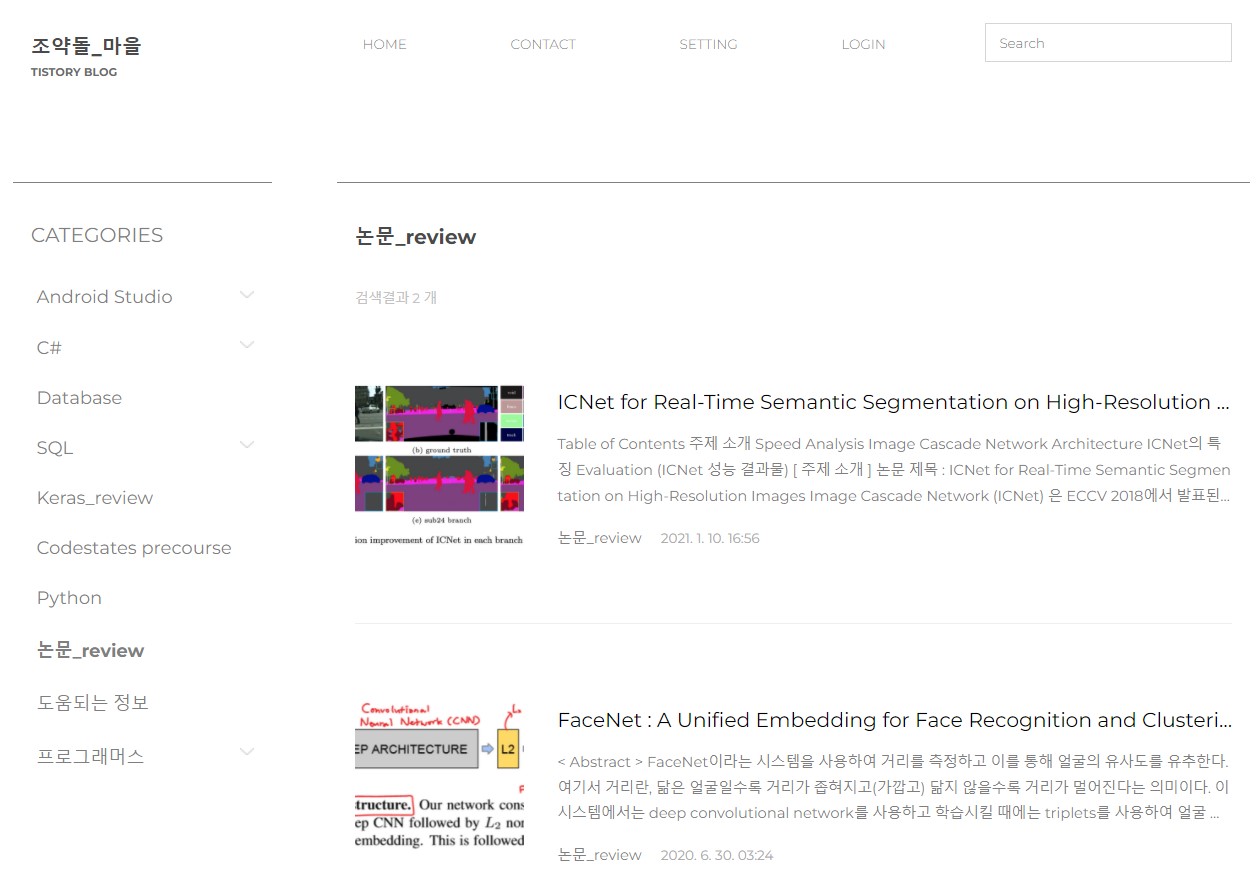 조약돌_마을
TISTORY BLOG
HOME
CONTACT
SETTING
LOGIN
Search
CATEGORIES
Android Studio
C#
Database
SQL
Keras_review
Codestates precourse
Python
논문_review
도움되는 정보
프로그래머스
논문_review
검색결과 2 개
(b) ground truth
(e) sub24 branch
ion improvement of ICNet in each branch
ICNet for Real-Time Semantic Segmentation on High-Resolution ...
Table of Contents 주제 소개 Speed Analysis Image Cascade Network Architecture ICNet의 특
징 Evaluation (ICNet 성능 결과물) [ 주제 소개 ] 논문 제목 : ICNet for Real-Time Semantic Segmen
tation on High-Resolution Images Image Cascade Network (ICNet) 은 ECCV 2018에서 발표된...
논문_review 2021. 1. 10. 16:56
Convolutional
Neural Network (CNN)
EP ARCHITECTURE
L2
structure. Our network cons
ep CNN followed by L2 nor
embedding. This is followed
FaceNet : A Unified Embedding for Face Recognition and Clusteri...
< Abstract > FaceNet이라는 시스템을 사용하여 거리를 측정하고 이를 통해 얼굴의 유사도를 유추한다.
여기서 거리란, 닮은 얼굴일수록 거리가 좁혀지고(가깝고) 닮지 않을수록 거리가 멀어진다는 의미이다. 이
시스템에서는 deep convolutional network를 사용하고 학습시킬 때에는 triplets를 사용하여 얼굴 ...
논문_review 2020. 6. 30. 03:24